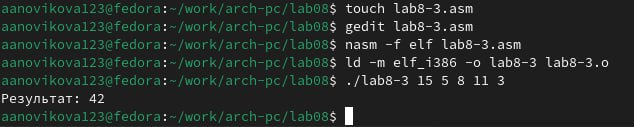 aanovikova123@fedora:~/work/arch-pc/lab08$ touch lab8-3.asm
aanovikova123@fedora:~/work/arch-pc/lab08$ gedit lab8-3.asm
aanovikova123@fedora:~/work/arch-pc/lab08$ nasm -f elf lab8-3.asm
aanovikova123@fedora:~/work/arch-pc/lab08$ ld -m elf_i386 -o lab8-3 lab8-3.o
aanovikova123@fedora:~/work/arch-pc/lab08$ ./lab8-3 15 5 8 11 3
Результат: 42
aanovikova123@fedora:~/work/arch-pc/lab08$